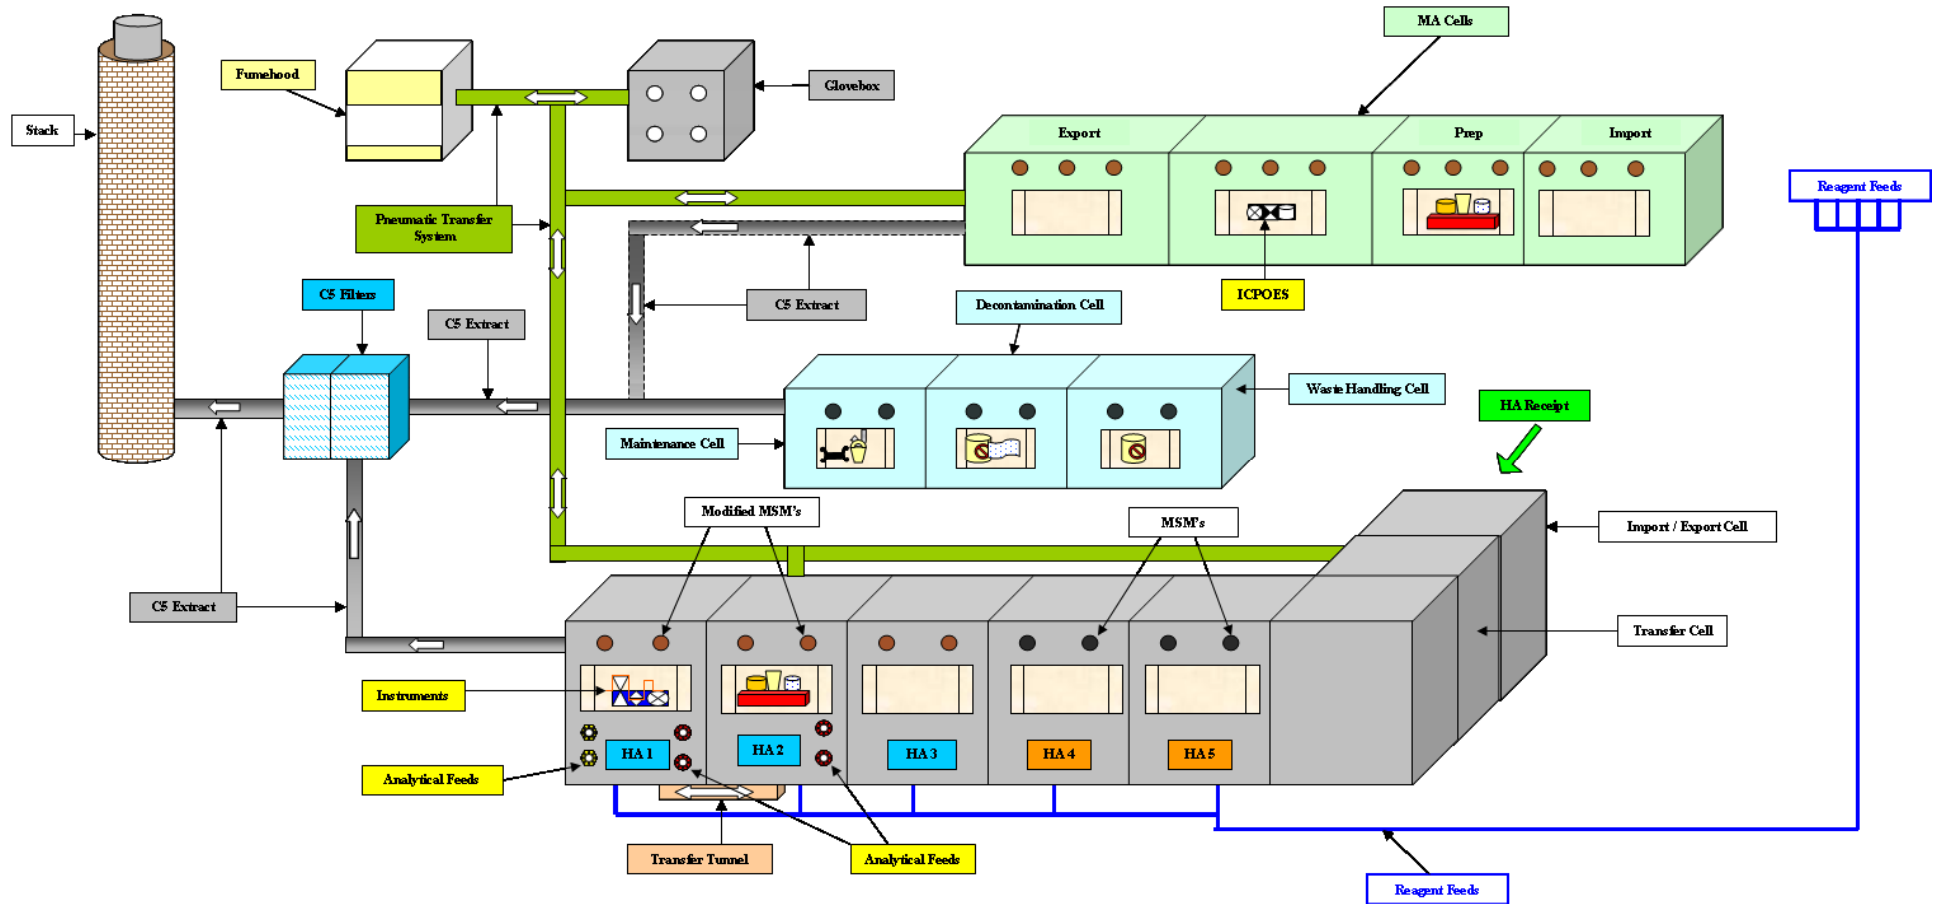 MA Cells
Fumehood
Glovebox
Stack
Export
Prep
Import
Reagent Feeds
Pneumatic Transfer
System
C5 Filters
C5 Extract
C5 Extract
ICPOES
Decontamination Cell
Waste Handling Cell
HA Receipt
Maintenance Cell
Modified MSM's
MSM's
Import / Export Cell
C5 Extract
Transfer Cell
Instruments
HA 1
HA 2
HA 3
HA 4
HA 5
Analytical Feeds
Transfer Tunnel
Analytical Feeds
Reagent Feeds